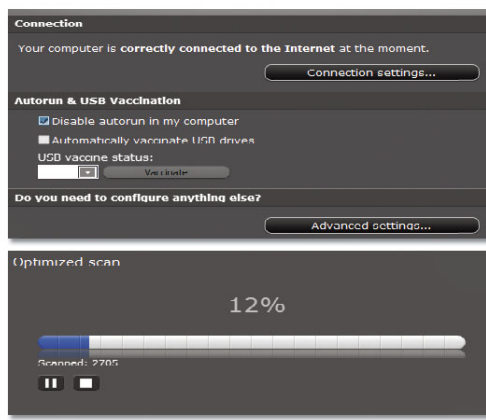 Connection
Your computer is correctly connected to the Internet at the moment.
Connection settings...
Autorun & USB Vaccination
Disable autorun in my computer
Automatically vaccinate USB drives
USB vaccine status:
Vaccinate
Do you need to configure anything else?
Advanced settings...
Optimized scan
12%
Scanned: 2705